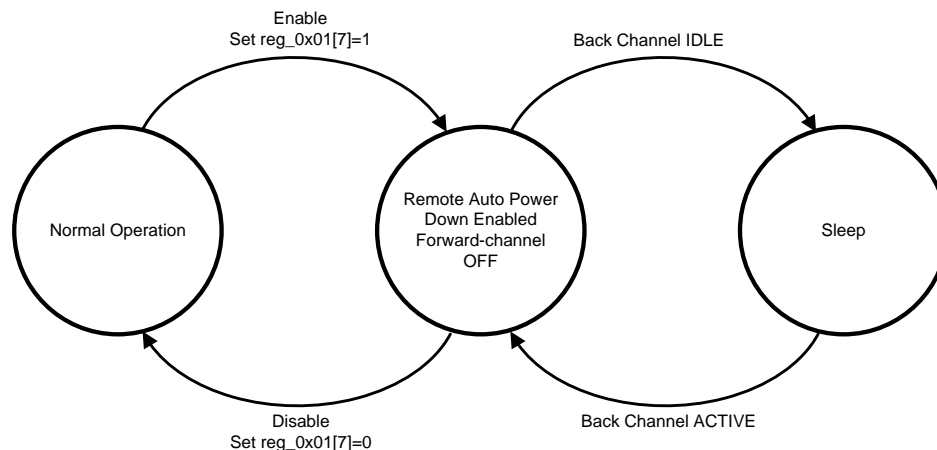 Enable
Set reg_0x01[7]=1
Back Channel IDLE
Normal Operation
Remote Auto Power
Down Enabled
Forward-channel
OFF
Sleep
Disable
Set reg_0x01[7]=0
Back Channel ACTIVE